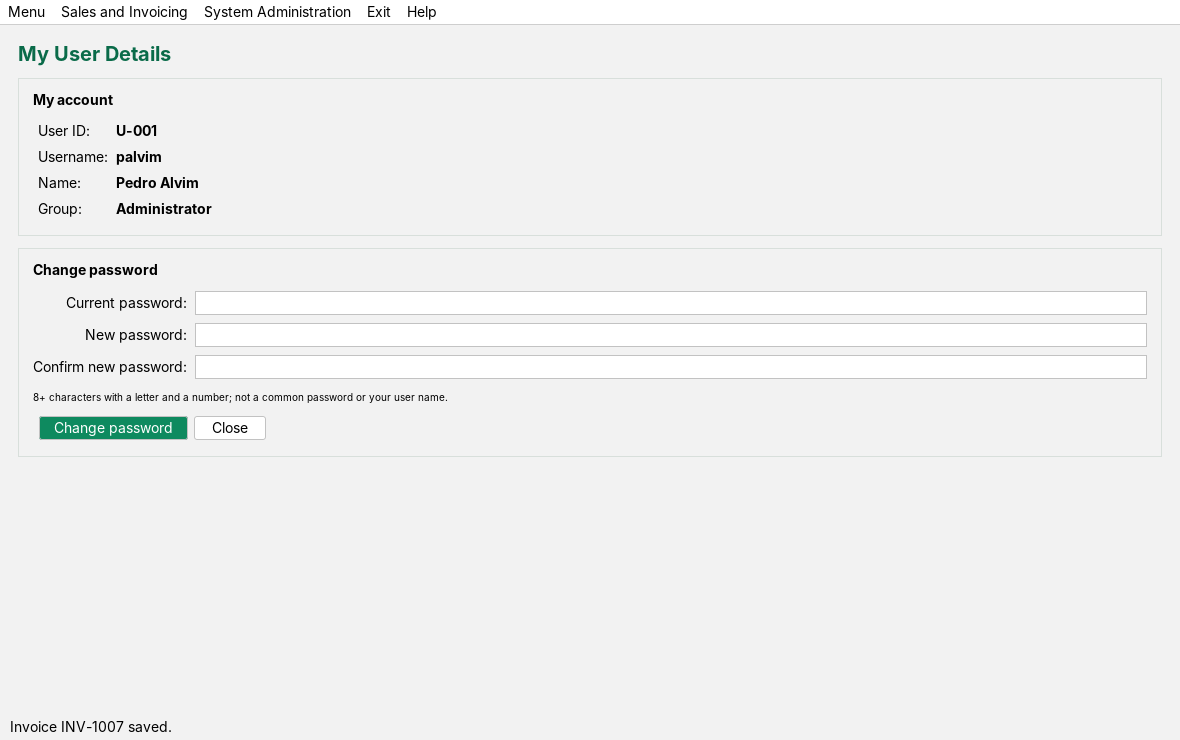 Menu Sales and Invoicing System Administration Exit Help
My User Details
My account
User ID: U-001
Username: palvim
Name: Pedro Alvim
Group: Administrator
Change password
Current password:
New password:
Confirm new password:
8+ characters with a letter and a number; not a common password or your user name.
Change password Close
Invoice INV-1007 saved.